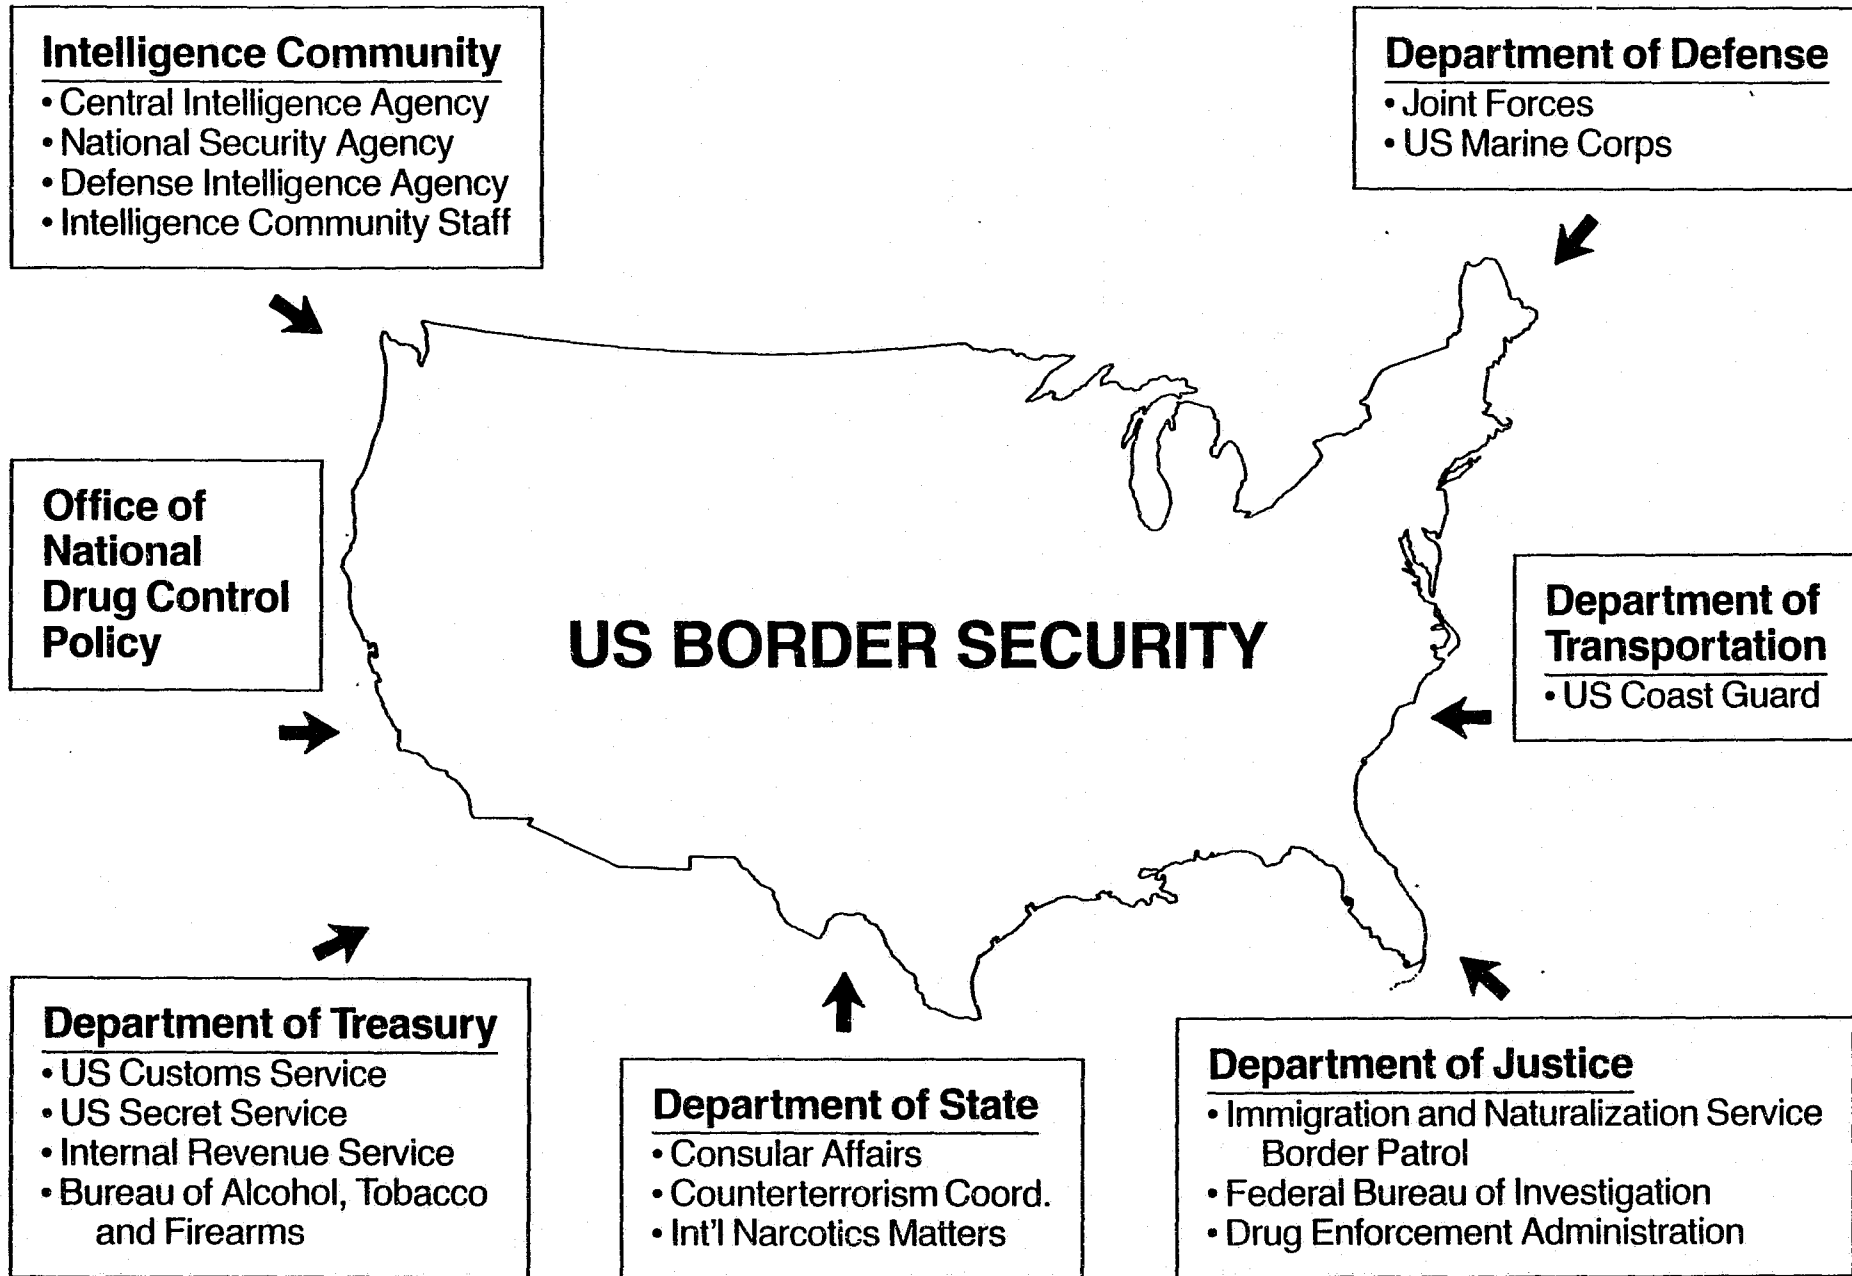 Intelligence Community
• Central Intelligence Agency
• National Security Agency
• Defense Intelligence Agency
• Intelligence Community Staff
Department of Defense
• Joint Forces
• US Marine Corps
Office of
National
Drug Control
Policy
US BORDER SECURITY
Department of
Transportation
• US Coast Guard
Department of Treasury
• US Customs Service
• US Secret Service
• Internal Revenue Service
• Bureau of Alcohol, Tobacco
and Firearms
Department of State
• Consular Affairs
• Counterterrorism Coord.
• Int'l Narcotics Matters
Department of Justice
• Immigration and Naturalization Service
Border Patrol
• Federal Bureau of Investigation
• Drug Enforcement Administration